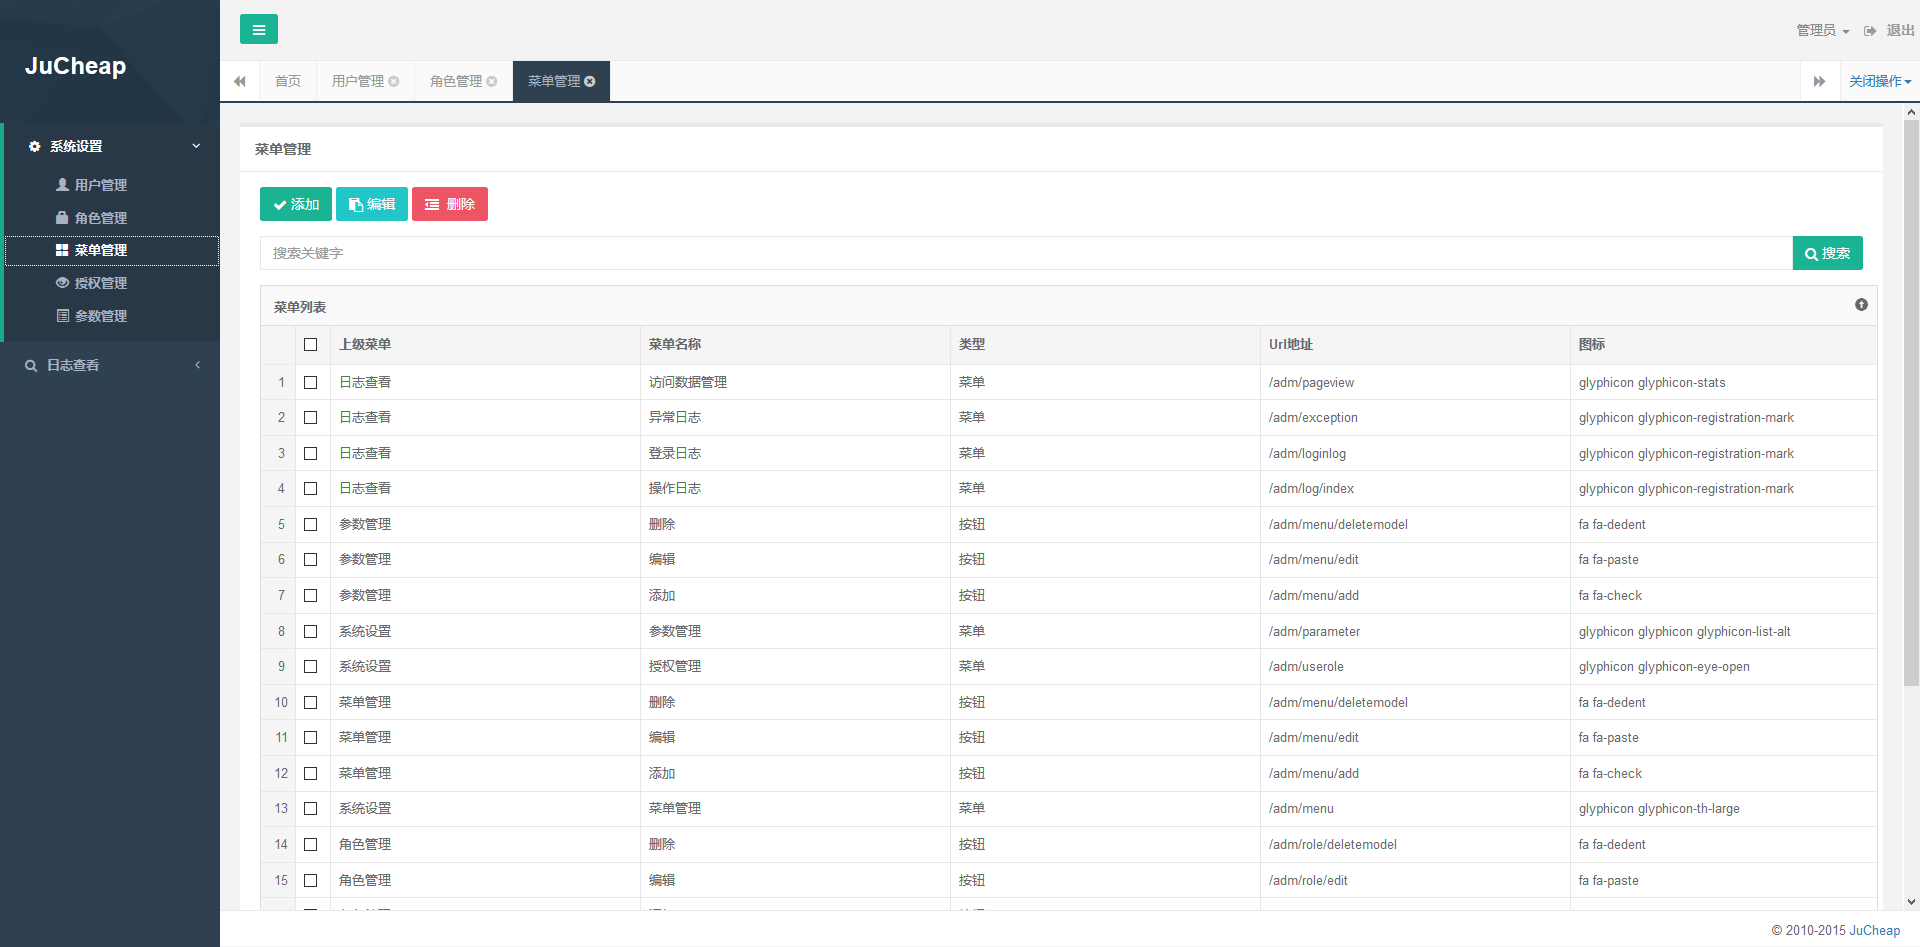 JuCheap
系统设置
用户管理
角色管理
菜单管理
授权管理
参数管理
日志查看
管理员 退出
首页 用户管理 角色管理 菜单管理 关闭操作
菜单管理
添加 编辑 删除
搜索关键字 搜索
菜单列表
上级菜单 菜单名称 类型 Url地址 图标
1 日志查看 访问数据管理 菜单 /adm/pageview glyphicon glyphicon-stats
2 日志查看 异常日志 菜单 /adm/exception glyphicon glyphicon-registration-mark
3 日志查看 登录日志 菜单 /adm/loginlog glyphicon glyphicon-registration-mark
4 日志查看 操作日志 菜单 /adm/log/index glyphicon glyphicon-registration-mark
5 参数管理 删除 按钮 /adm/menu/deletemodel fa fa-dedent
6 参数管理 编辑 按钮 /adm/menu/edit fa fa-paste
7 参数管理 添加 按钮 /adm/menu/add fa fa-check
8 系统设置 参数管理 菜单 /adm/parameter glyphicon glyphicon glyphicon-list-alt
9 系统设置 授权管理 菜单 /adm/userole glyphicon glyphicon-eye-open
10 菜单管理 删除 按钮 /adm/menu/deletemodel fa fa-dedent
11 菜单管理 编辑 按钮 /adm/menu/edit fa fa-paste
12 菜单管理 添加 按钮 /adm/menu/add fa fa-check
13 系统设置 菜单管理 菜单 /adm/menu glyphicon glyphicon-th-large
14 角色管理 删除 按钮 /adm/role/deletemodel fa fa-dedent
15 角色管理 编辑 按钮 /adm/role/edit fa fa-paste
© 2010-2015 JuCheap